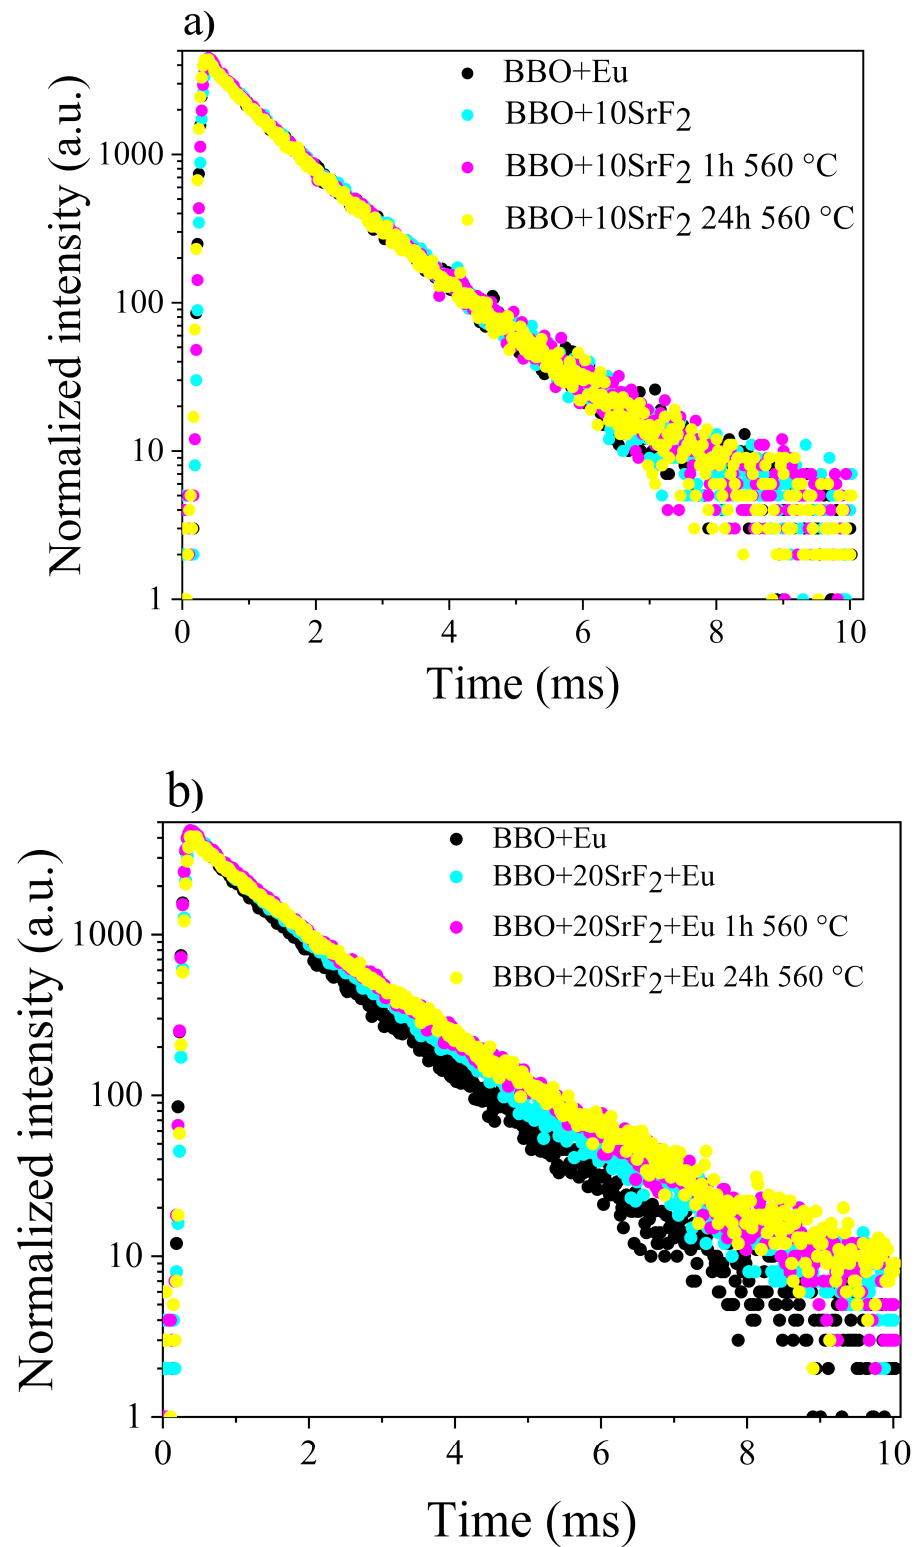 a)
BBO+Eu
BBO+10SrF2
BBO+10SrF2 1h 560 °C
BBO+10SrF2 24h 560 °C
Normalized intensity (a.u.)
1000
100
10
1
0 2 4 6 8 10
Time (ms)
b)
BBO+Eu
BBO+20SrF2+Eu
BBO+20SrF2+Eu 1h 560 °C
BBO+20SrF2+Eu 24h 560 °C
Normalized intensity (a.u.)
1000
100
10
1
0 2 4 6 8 10
Time (ms)